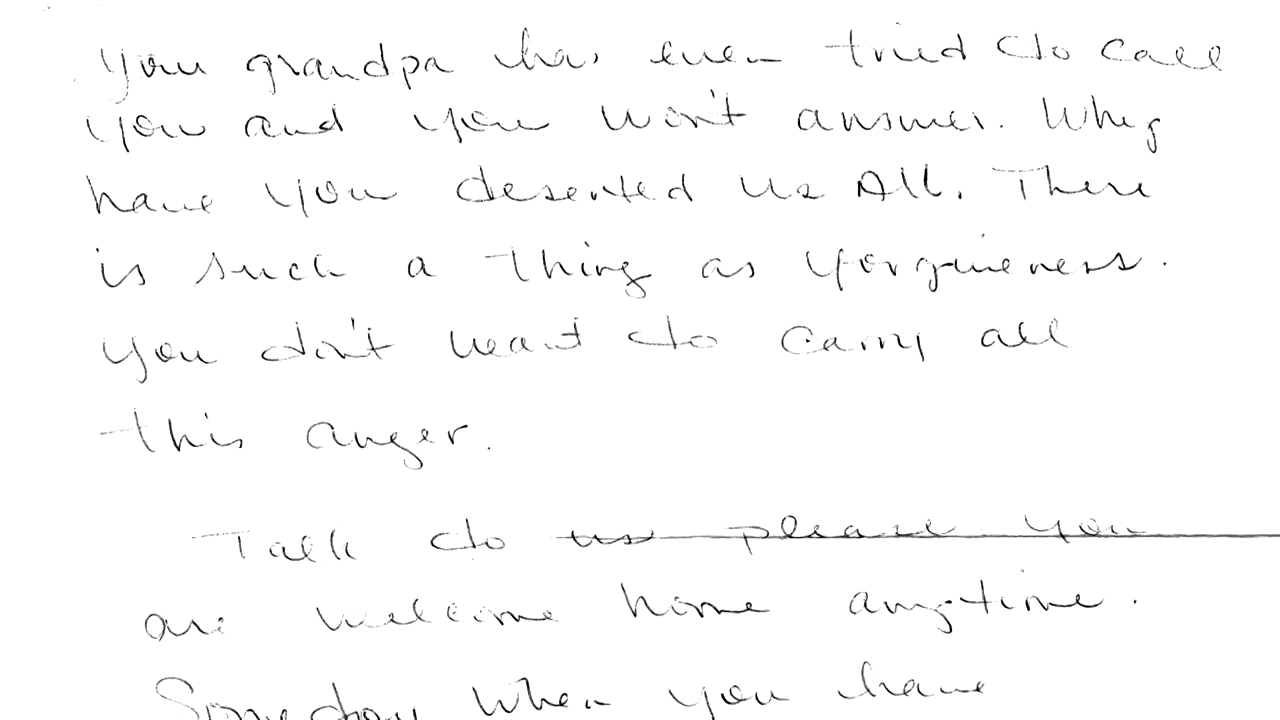 You grandpa has even tried to call
you and you won't answer. Why
have you deserted us All. There
is such a thing as forgiveness.
You don't want to carry all
this anger.
Talk to us please you
are welcome home anytime.
Someday when you have